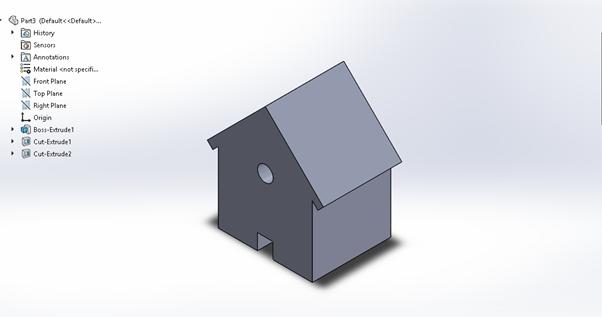 Part3 (Default<<Default>...
History
Sensors
Annotations
Material <not specifi...
Front Plane
Top Plane
Right Plane
Origin
Boss-Extrude1
Cut-Extrude1
Cut-Extrude2